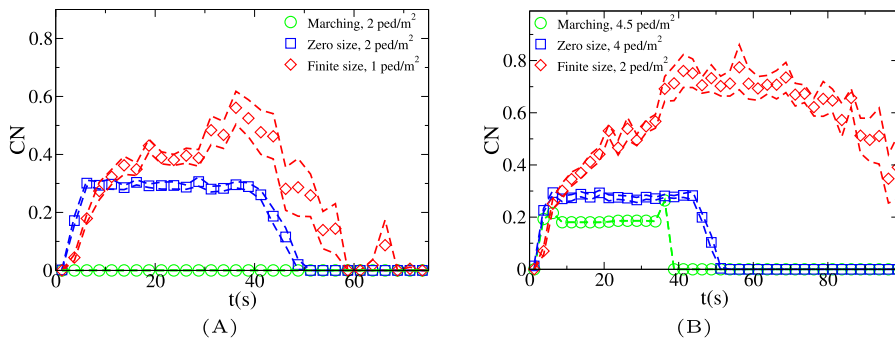 0.8
0.6
0.4
0.2
0
CN
0
20
40
60
t(s)
Marching, 2 ped/m²
Zero size, 2 ped/m²
Finite size, 1 ped/m²
(A)
0.8
0.6
0.4
0.2
0
CN
0
20
40
60
80
t(s)
Marching, 4.5 ped/m²
Zero size, 4 ped/m²
Finite size, 2 ped/m²
(B)